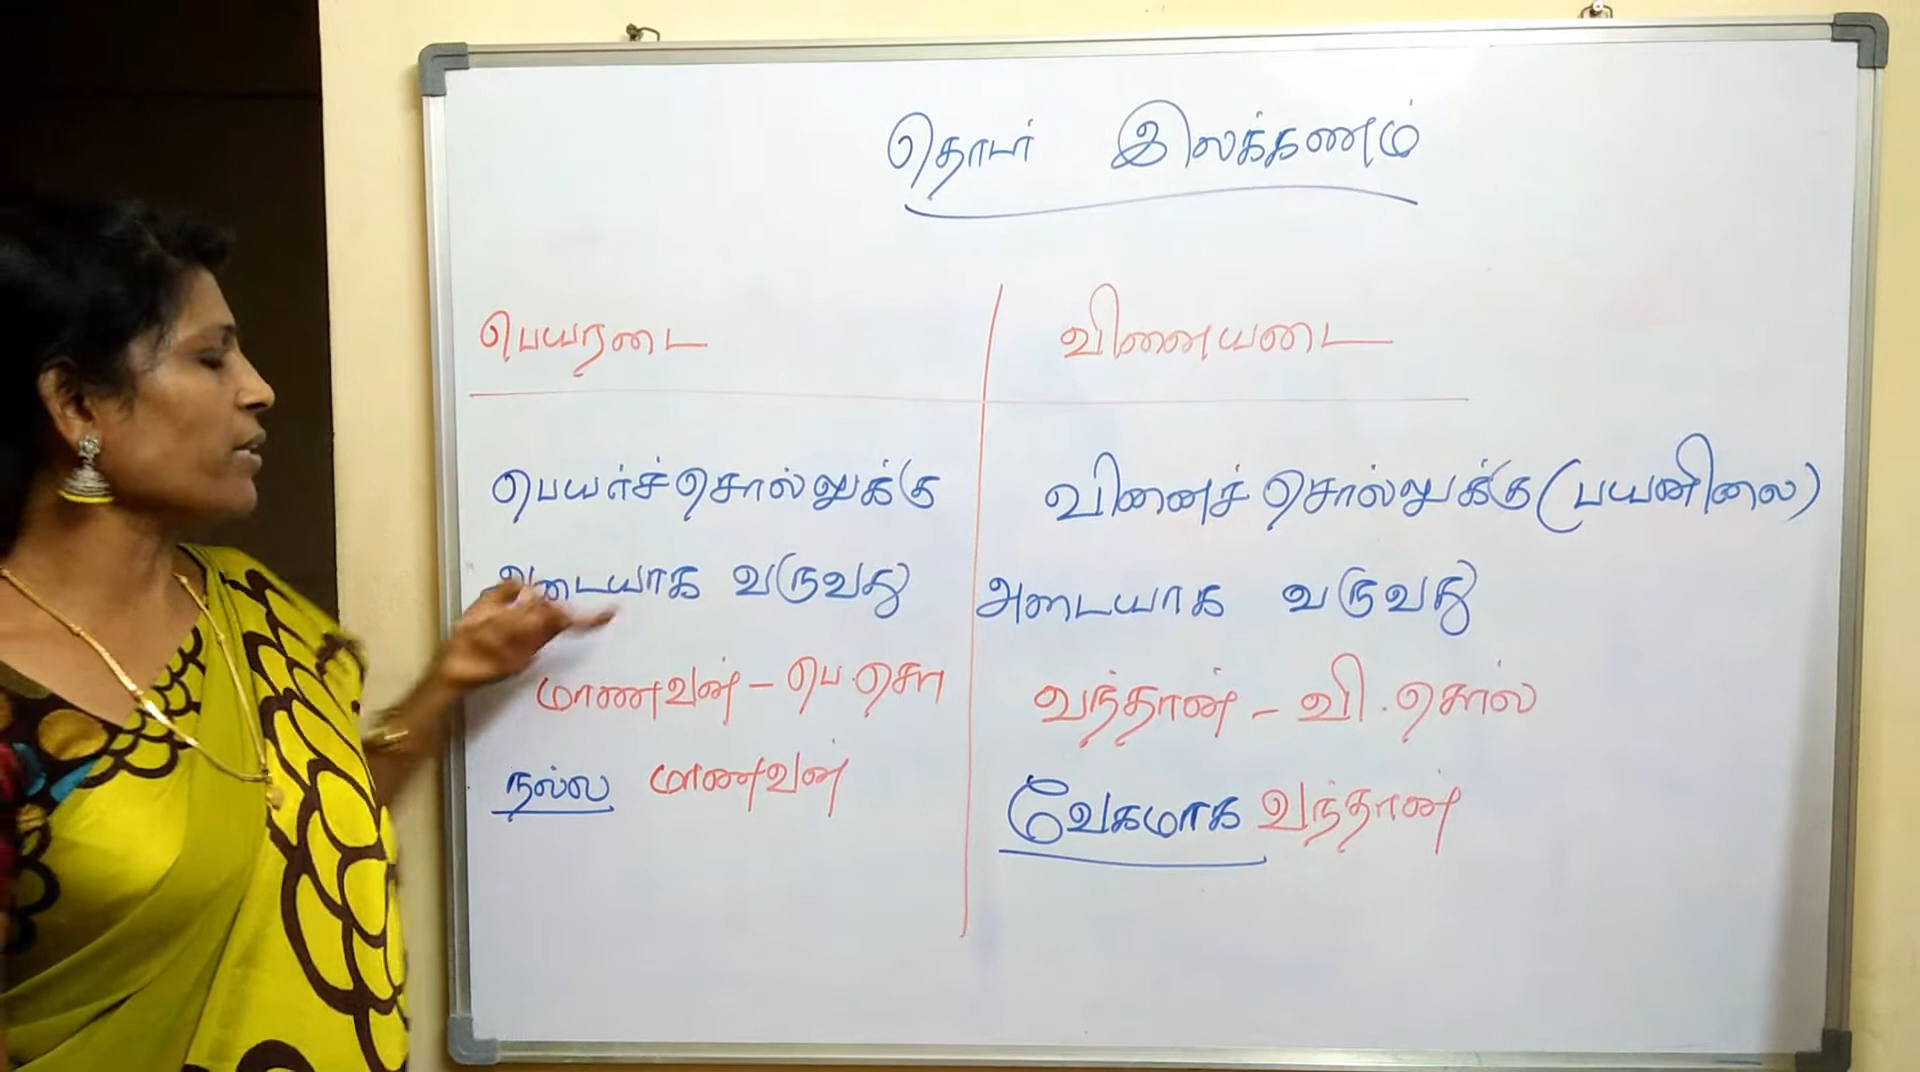 தொடர் இலக்கணம்
பெயரடை
பெயர்ச்சொல்லுக்கு
அடையாக வருவது
மாணவன் - பெ.சொ
நல்ல மாணவன்
வினையடை
வினைச்சொல்லுக்கு (பயனிலை)
அடையாக வருவது
வந்தான் - வி.சொல்
வேகமாக வந்தான்